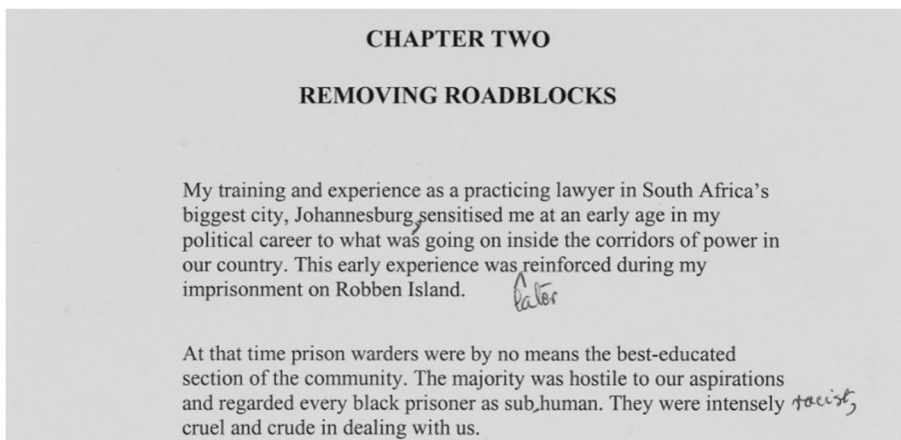 CHAPTER TWO
REMOVING ROADBLOCKS
My training and experience as a practicing lawyer in South Africa’s
biggest city, Johannesburg, sensitised me at an early age in my
political career to what was going on inside the corridors of power in
our country. This early experience was reinforced during my
imprisonment on Robben Island.
later
At that time prison warders were by no means the best-educated
section of the community. The majority was hostile to our aspirations
and regarded every black prisoner as sub-human. They were intensely racist,
cruel and crude in dealing with us.